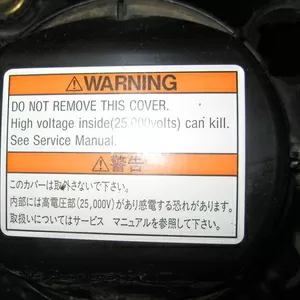 ⚠WARNING
DO NOT REMOVE THIS COVER.
High voltage inside(25,000volts) can kill.
See Service Manual.
⚠警告
このカバーは取外さないで下さい。
内部には高電圧部(25,000V)があり感電する恐れがあります。
取扱いについてはサービス マニュアルを参照して下さい。